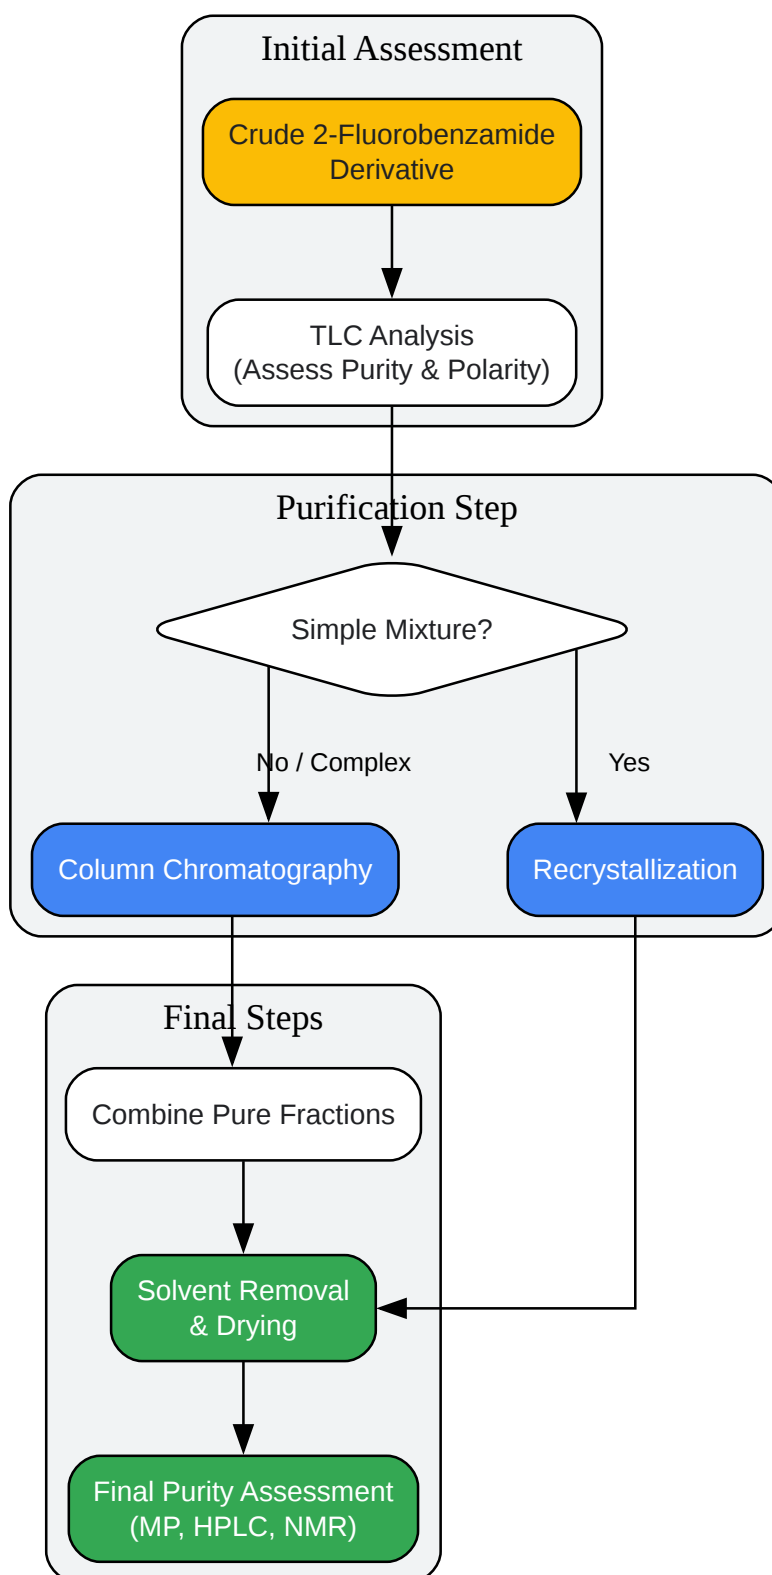 Initial Assessment
Crude 2-Fluorobenzamide
Derivative
TLC Analysis
(Assess Purity & Polarity)
Purification Step
Simple Mixture?
No / Complex
Yes
Column Chromatography
Recrystallization
Final Steps
Combine Pure Fractions
Solvent Removal
& Drying
Final Purity Assessment
(MP, HPLC, NMR)